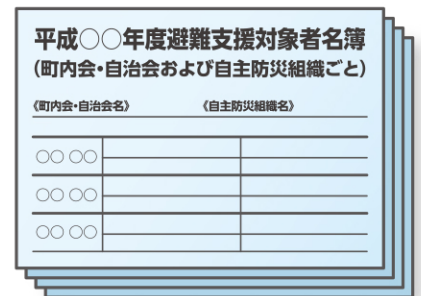 平成○○年度避難支援対象者名簿
(町内会・自治会および自主防災組織ごと)
《町内会・自治会名》 《自主防災組織名》
○○ ○○
○○ ○○
○○ ○○